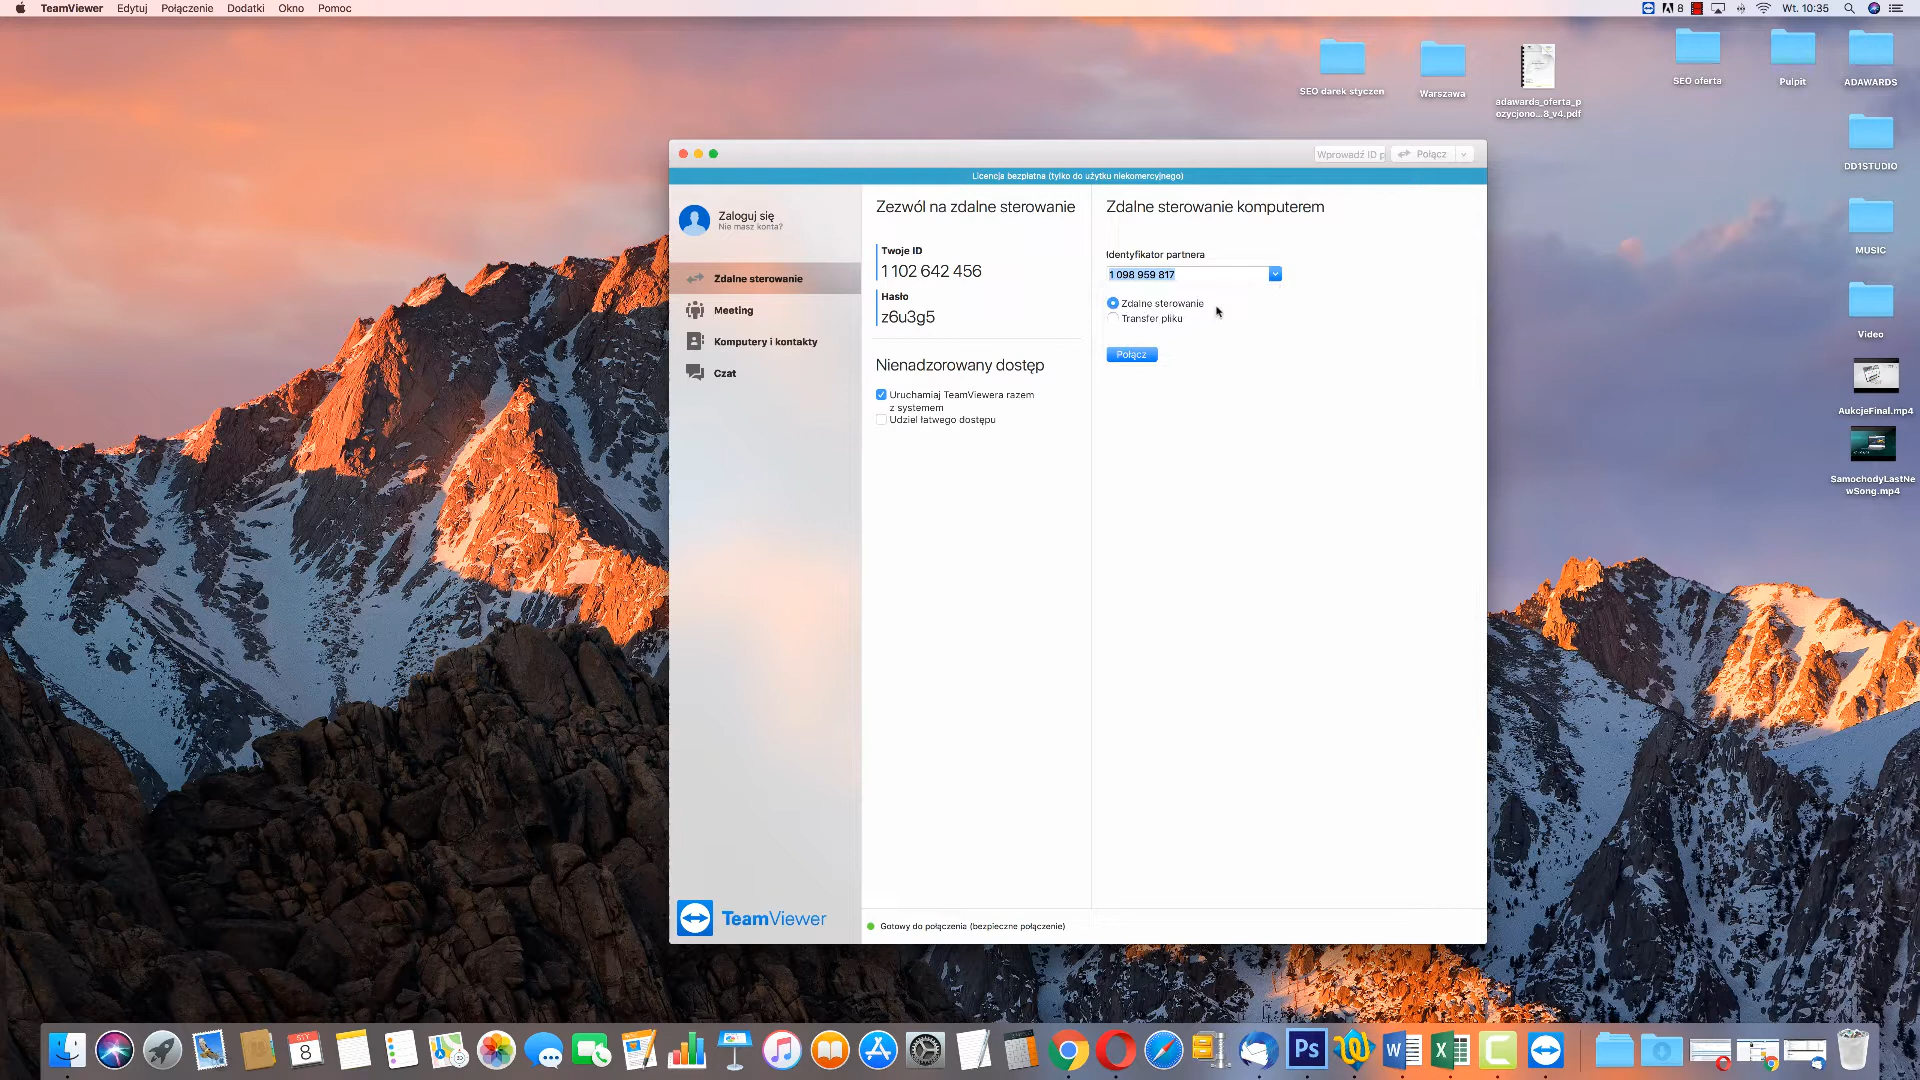 TeamViewer Edytuj Połączenie Dodatki Okno Pomoc
8 Wt. 10:35
SEO darek styczen
Warszawa
adawards_oferta_p
ozycjono...8_v4.pdf
SEO oferta
Pulpit
ADAWARDS
DD1STUDIO
MUSIC
Video
AukcjeFinal.mp4
SamochodyLastNe
wSong.mp4
Wprowadź ID p
Połącz
Licencja bezpłatna (tylko do użytku niekomercyjnego)
Zaloguj się
Nie masz konta?
Zdalne sterowanie
Meeting
Komputery i kontakty
Czat
TeamViewer
Zezwól na zdalne sterowanie
Twoje ID
1 102 642 456
Hasło
z6u3g5
Nienadzorowany dostęp
Uruchamiaj TeamViewera razem
z systemem
Udziel łatwego dostępu
Zdalne sterowanie komputerem
Identyfikator partnera
1 098 959 817
Zdalne sterowanie
Transfer pliku
Połącz
Gotowy do połączenia (bezpieczne połączenie)
8
Ps